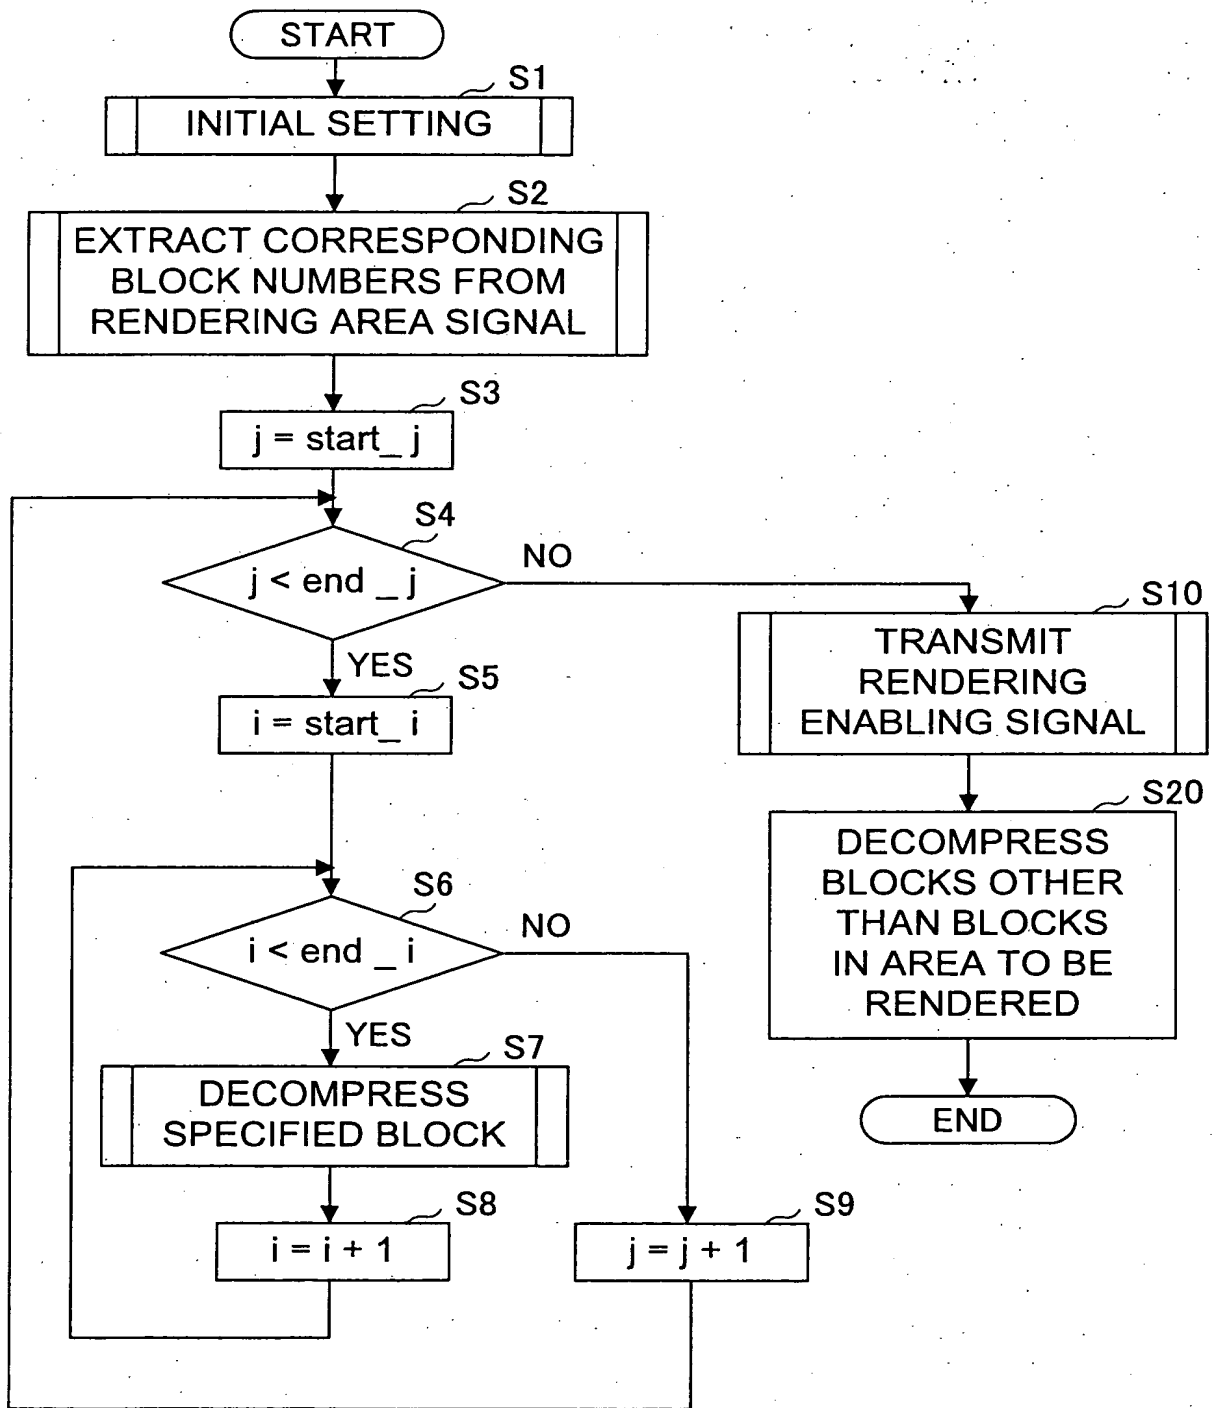 START
S1
INITIAL SETTING
S2
EXTRACT CORRESPONDING
BLOCK NUMBERS FROM
RENDERING AREA SIGNAL
S3
j = start_ j
S4
j < end _ j
NO
YES
S5
i = start_ i
S6
i < end _ i
NO
YES
S7
DECOMPRESS
SPECIFIED BLOCK
S8
i = i + 1
S9
j = j + 1
S10
TRANSMIT
RENDERING
ENABLING SIGNAL
S20
DECOMPRESS
BLOCKS OTHER
THAN BLOCKS
IN AREA TO BE
RENDERED
END